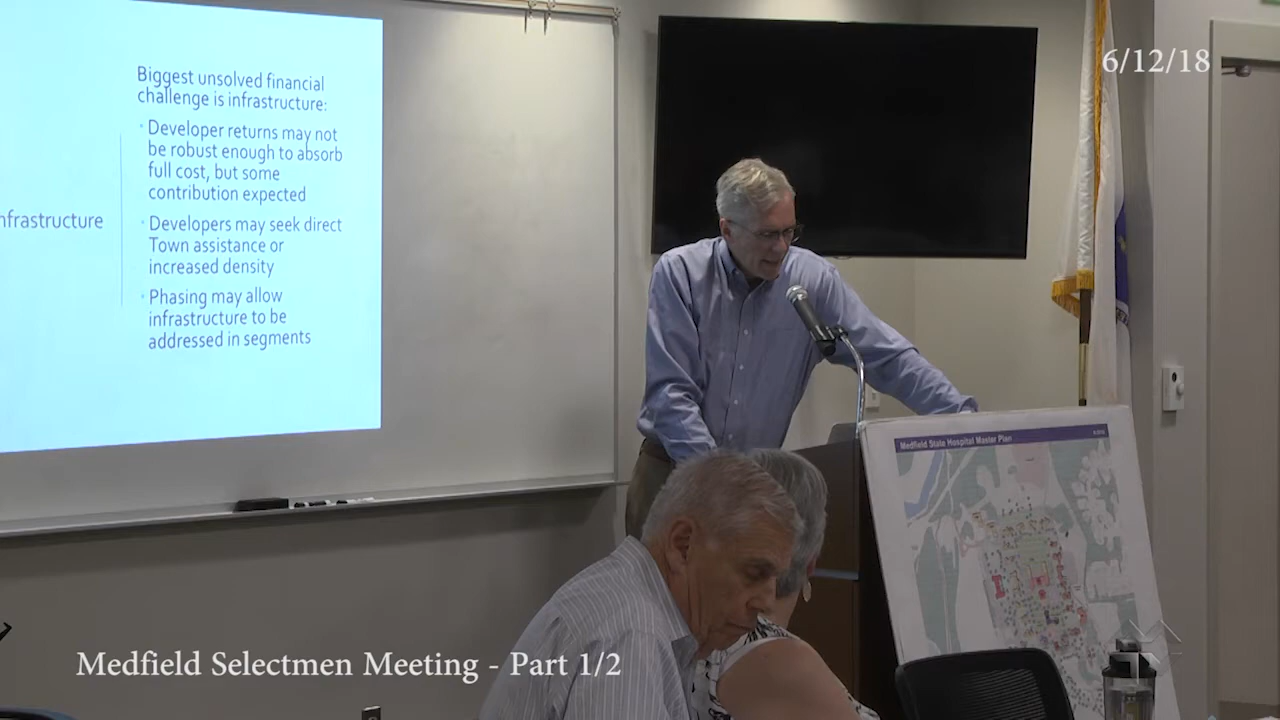 6/12/18
Biggest unsolved financial
challenge is infrastructure:
Developer returns may not
be robust enough to absorb
full cost, but some
contribution expected
nfrastructure
Developers may seek direct
Town assistance or
increased density
Phasing may allow
infrastructure to be
addressed in segments
Medfield State Hospital Master Plan
Medfield Selectmen Meeting - Part 1/2